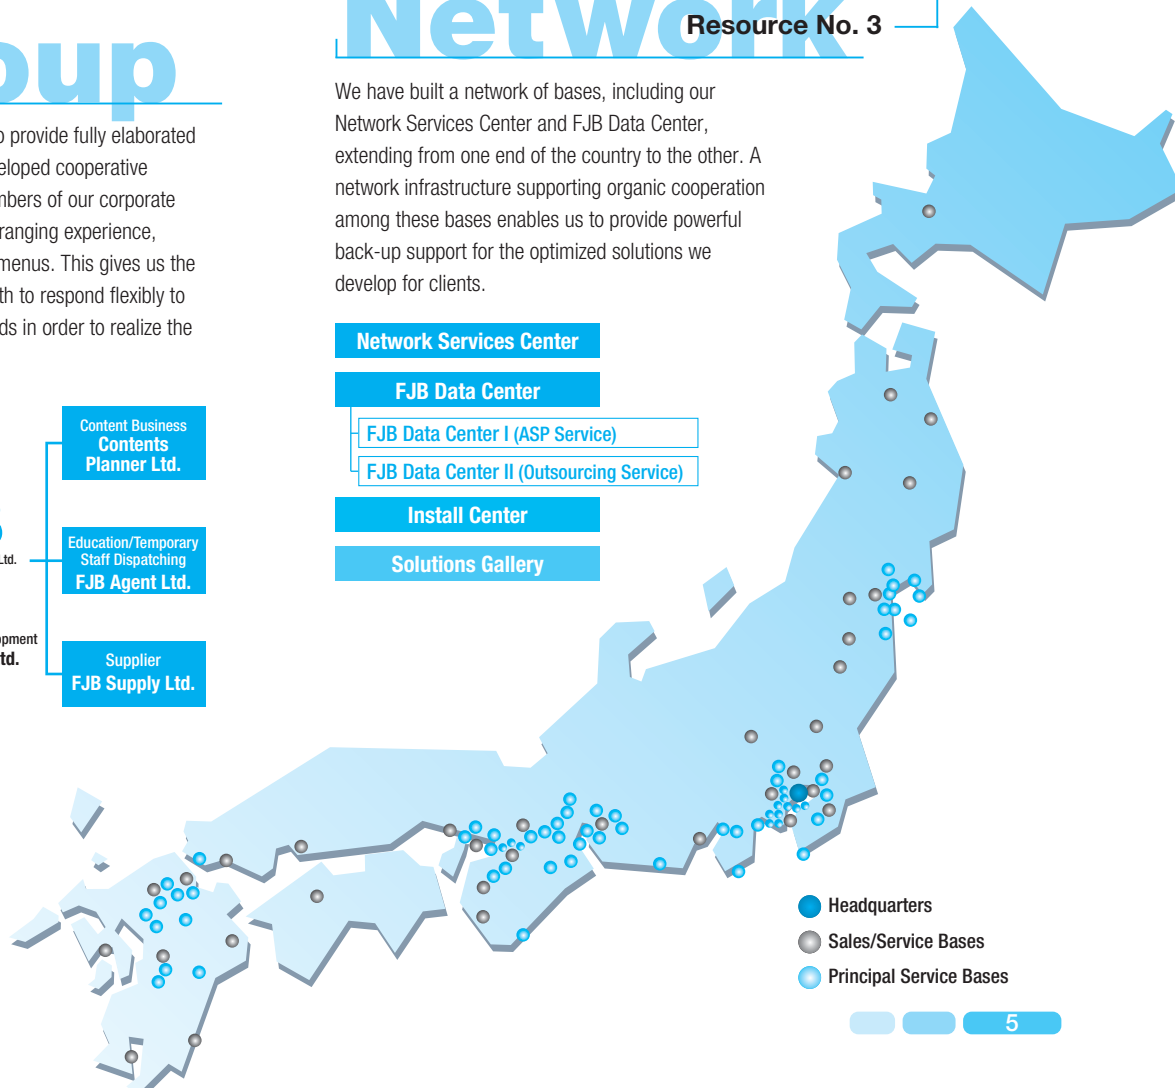 oup
o provide fully elaborated
eloped cooperative
mbers of our corporate
ranging experience,
menus. This gives us the
th to respond flexibly to
ds in order to realize the
Content Business
Contents
Planner Ltd.
Ltd.
Education/Temporary
Staff Dispatching
FJB Agent Ltd.
opment
td.
Supplier
FJB Supply Ltd.
Network
Resource No. 3
We have built a network of bases, including our
Network Services Center and FJB Data Center,
extending from one end of the country to the other. A
network infrastructure supporting organic cooperation
among these bases enables us to provide powerful
back-up support for the optimized solutions we
develop for clients.
Network Services Center
FJB Data Center
FJB Data Center I (ASP Service)
FJB Data Center II (Outsourcing Service)
Install Center
Solutions Gallery
Headquarters
Sales/Service Bases
Principal Service Bases
5